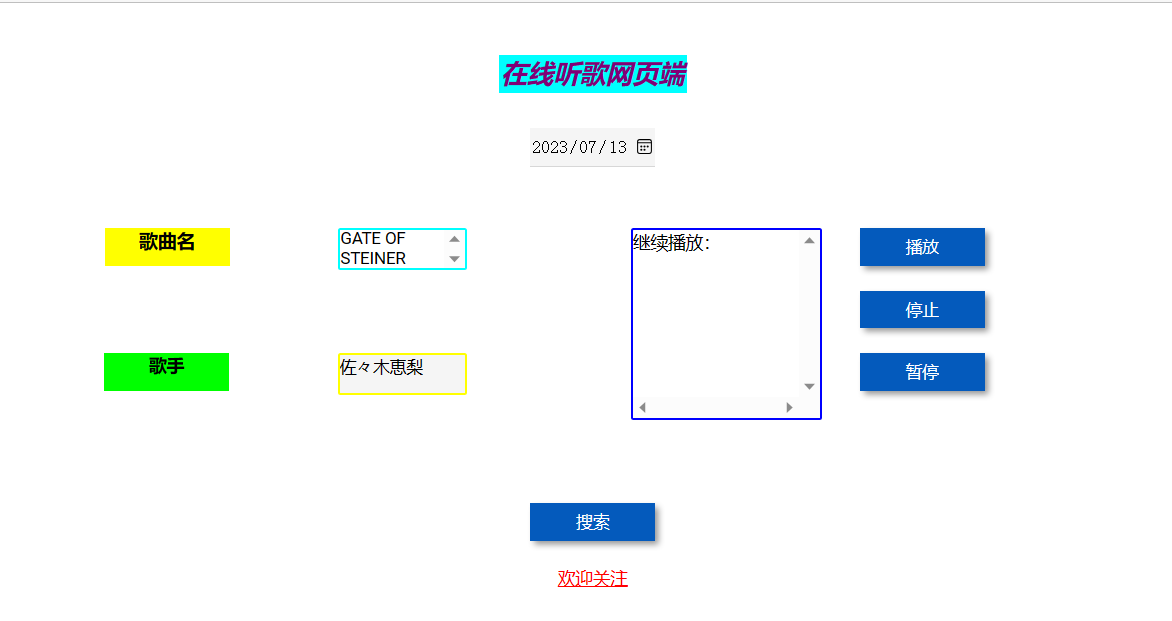 在线听歌网页端
2023/07/13
歌曲名
GATE OF
STEINER
继续播放:
播放
停止
歌手
佐々木恵梨
暂停
搜索
欢迎关注